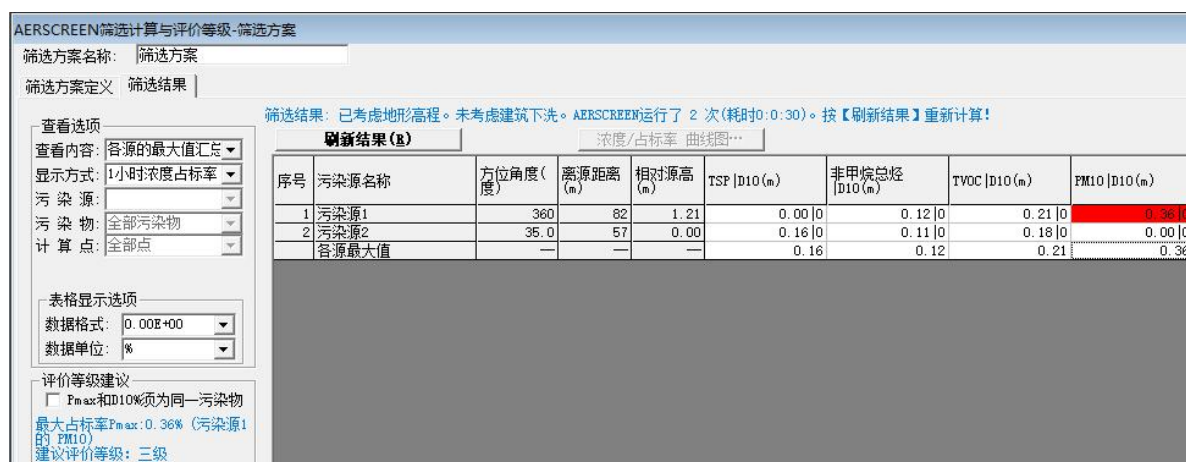 AERSCREEN筛选计算与评价等级-筛选方案
筛选方案名称: 筛选方案
筛选方案定义 筛选结果
筛选结果: 已考虑地形高程。未考虑建筑下洗。AERSCREEN运行了 2 次(耗时0:0:30)。按【刷新结果】重新计算!
查看选项
查看内容: 各源的最大值汇总
显示方式: 1小时浓度占标率
污 染 源:
污 染 物: 全部污染物
计 算 点: 全部点
表格显示选项
数据格式: 0.00E+00
数据单位: %
评价等级建议
Pmax和D10%须为同一污染物
最大占标率Pmax:0.36% (污染源1
的 PM10)
建议评价等级: 三级
刷新结果(R) 浓度/占标率 曲线图…
序号 污染源名称 方位角度(度) 离源距离(m) 相对源高(m) TSP|D10(m) 非甲烷总烃|D10(m) TVOC|D10(m) PM10|D10(m)
1 污染源1 360 82 1.21 0.00|0 0.12|0 0.21|0 0.36|0
2 污染源2 35.0 57 0.00 0.16|0 0.11|0 0.18|0 0.00|0
各源最大值 — — — 0.16 0.12 0.21 0.36